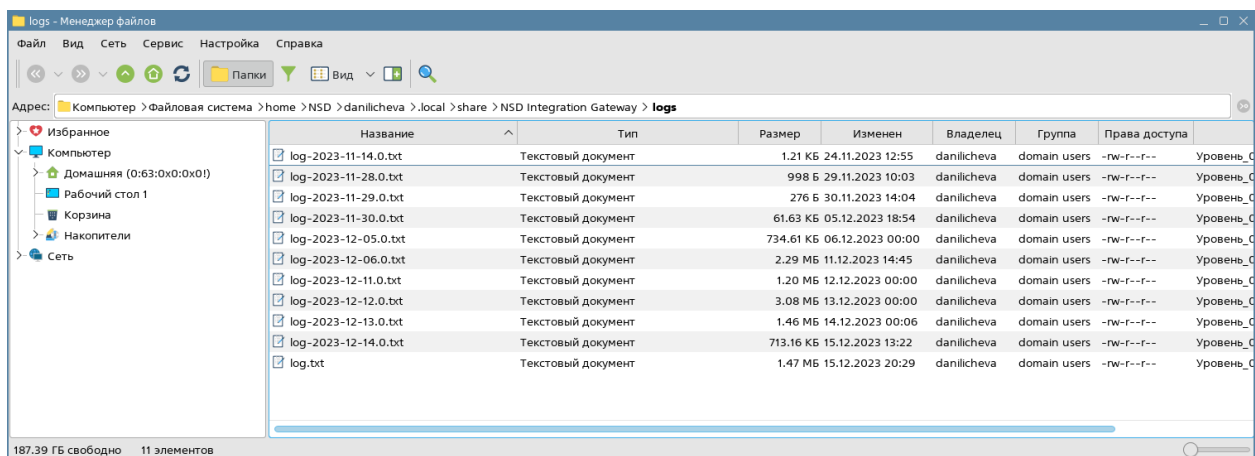 logs - Менеджер файлов
Файл Вид Сеть Сервис Настройка Справка
Папки Вид
Адрес: Компьютер >Файловая система >home >NSD >danilicheva >.local >share >NSD Integration Gateway > logs
Избранное
Компьютер
Домашняя (0:63:0x0:0x0!)
Рабочий стол 1
Корзина
Накопители
Сеть
Название Тип Размер Изменен Владелец Группа Права доступа
log-2023-11-14.0.txt Текстовый документ 1.21 КБ 24.11.2023 12:55 danilicheva domain users -rw-r--r-- Уровень_0
log-2023-11-28.0.txt Текстовый документ 998 Б 29.11.2023 10:03 danilicheva domain users -rw-r--r-- Уровень_0
log-2023-11-29.0.txt Текстовый документ 276 Б 30.11.2023 14:04 danilicheva domain users -rw-r--r-- Уровень_0
log-2023-11-30.0.txt Текстовый документ 61.63 КБ 05.12.2023 18:54 danilicheva domain users -rw-r--r-- Уровень_0
log-2023-12-05.0.txt Текстовый документ 734.61 КБ 06.12.2023 00:00 danilicheva domain users -rw-r--r-- Уровень_0
log-2023-12-06.0.txt Текстовый документ 2.29 МБ 11.12.2023 14:45 danilicheva domain users -rw-r--r-- Уровень_0
log-2023-12-11.0.txt Текстовый документ 1.20 МБ 12.12.2023 00:00 danilicheva domain users -rw-r--r-- Уровень_0
log-2023-12-12.0.txt Текстовый документ 3.08 МБ 13.12.2023 00:00 danilicheva domain users -rw-r--r-- Уровень_0
log-2023-12-13.0.txt Текстовый документ 1.46 МБ 14.12.2023 00:06 danilicheva domain users -rw-r--r-- Уровень_0
log-2023-12-14.0.txt Текстовый документ 713.16 КБ 15.12.2023 13:22 danilicheva domain users -rw-r--r-- Уровень_0
log.txt Текстовый документ 1.47 МБ 15.12.2023 20:29 danilicheva domain users -rw-r--r-- Уровень_0
187.39 ГБ свободно 11 элементов